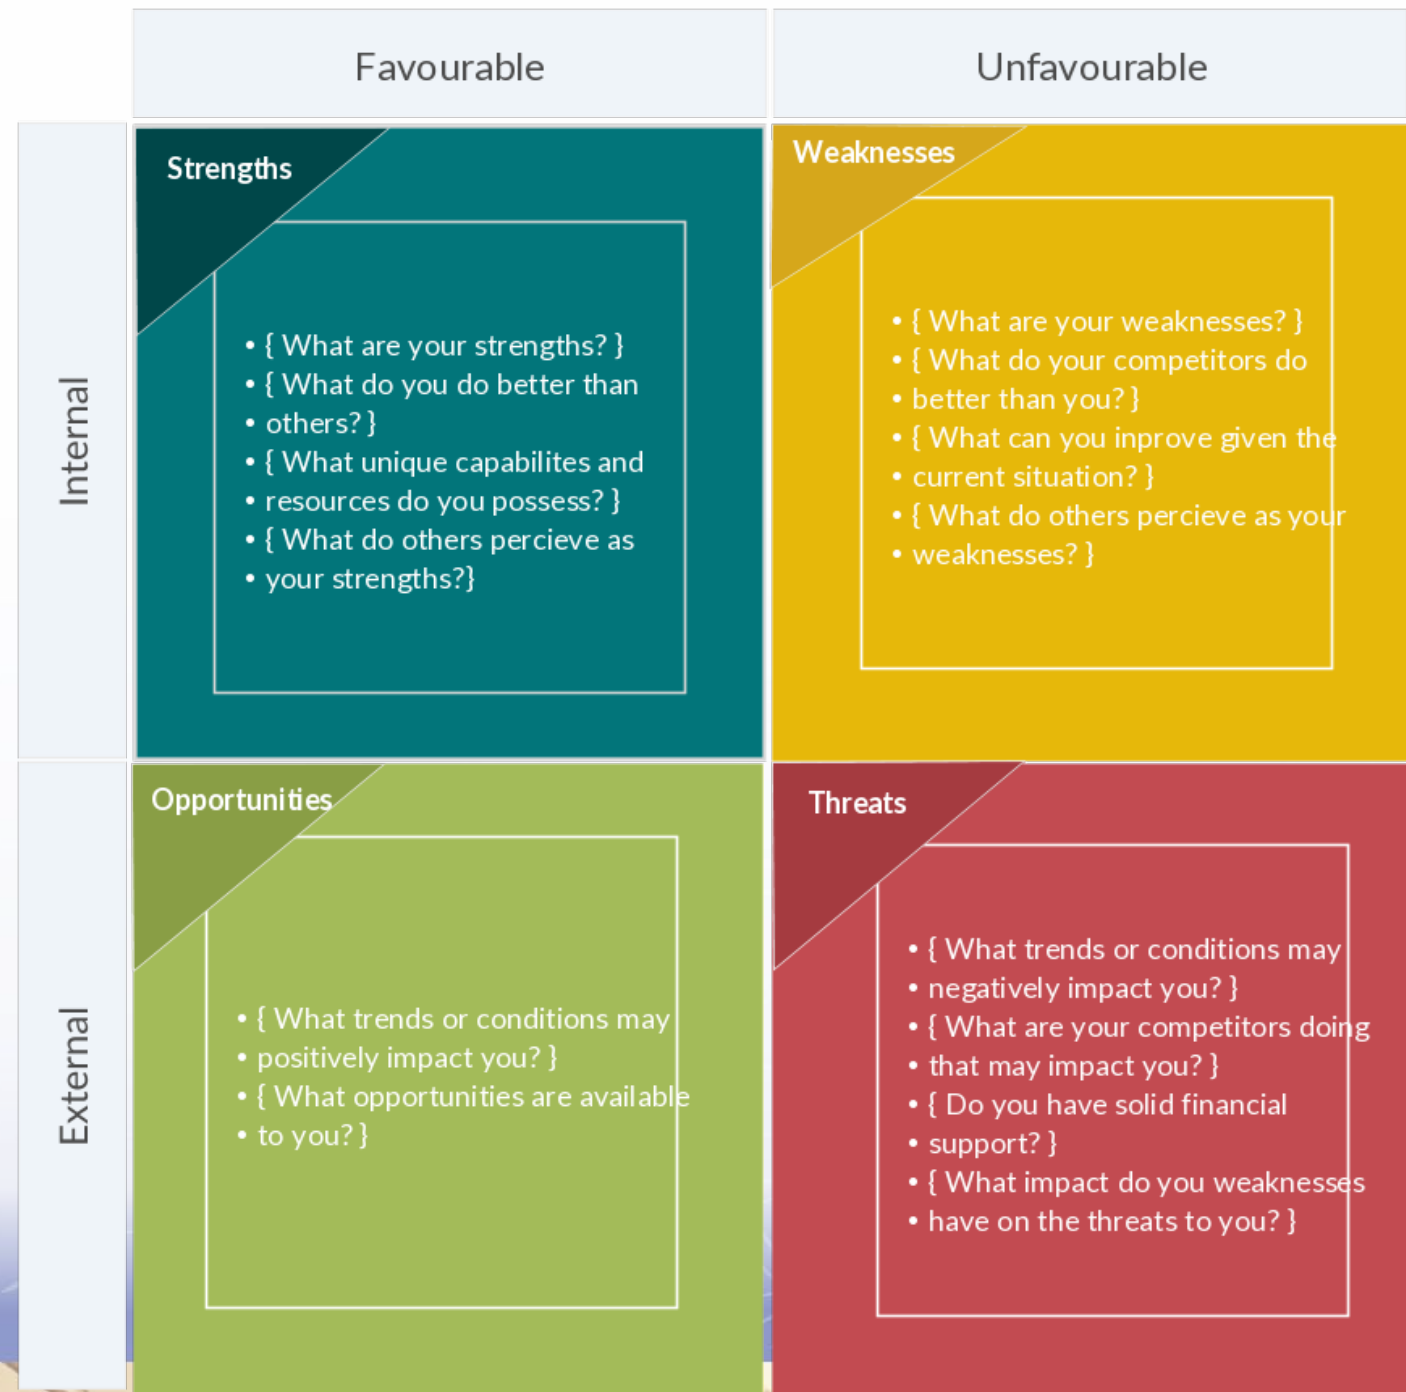 Favourable
Unfavourable
Internal
Strengths
• { What are your strengths? }
• { What do you do better than
• others? }
• { What unique capabilites and
• resources do you possess? }
• { What do others percieve as
• your strengths?}
Weaknesses
• { What are your weaknesses? }
• { What do your competitors do
• better than you? }
• { What can you inprove given the
• current situation? }
• { What do others percieve as your
• weaknesses? }
External
Opportunities
• { What trends or conditions may
• positively impact you? }
• { What opportunities are available
• to you? }
Threats
• { What trends or conditions may
• negatively impact you? }
• { What are your competitors doing
• that may impact you? }
• { Do you have solid financial
• support? }
• { What impact do you weaknesses
• have on the threats to you? }